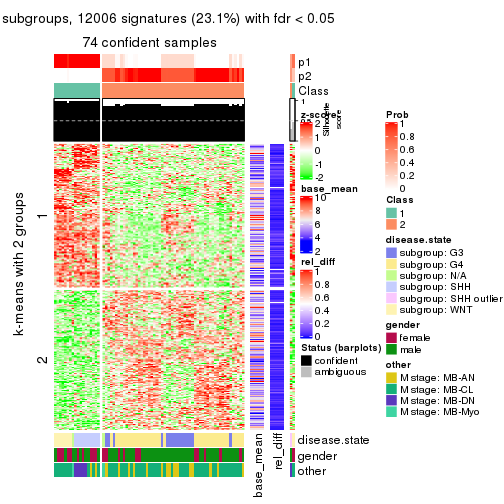 subgroups, 12006 signatures (23.1%) with fdr < 0.05
74 confident samples
p1
p2
Class
1
Silhouette
score
k-means with 2 groups
1
2
z-score
2
1
0
-1
-2
base_mean
10
8
6
4
2
rel_diff
1
0.8
0.6
0.4
0.2
0
Status (barplots)
confident
ambiguous
Prob
1
0.8
0.6
0.4
0.2
0
Class
1
2
disease.state
subgroup: G3
subgroup: G4
subgroup: N/A
subgroup: SHH
subgroup: SHH outlier
subgroup: WNT
gender
female
male
other
M stage: MB-AN
M stage: MB-CL
M stage: MB-DN
M stage: MB-Myo
disease.state
gender
other
base_mean
rel_diff